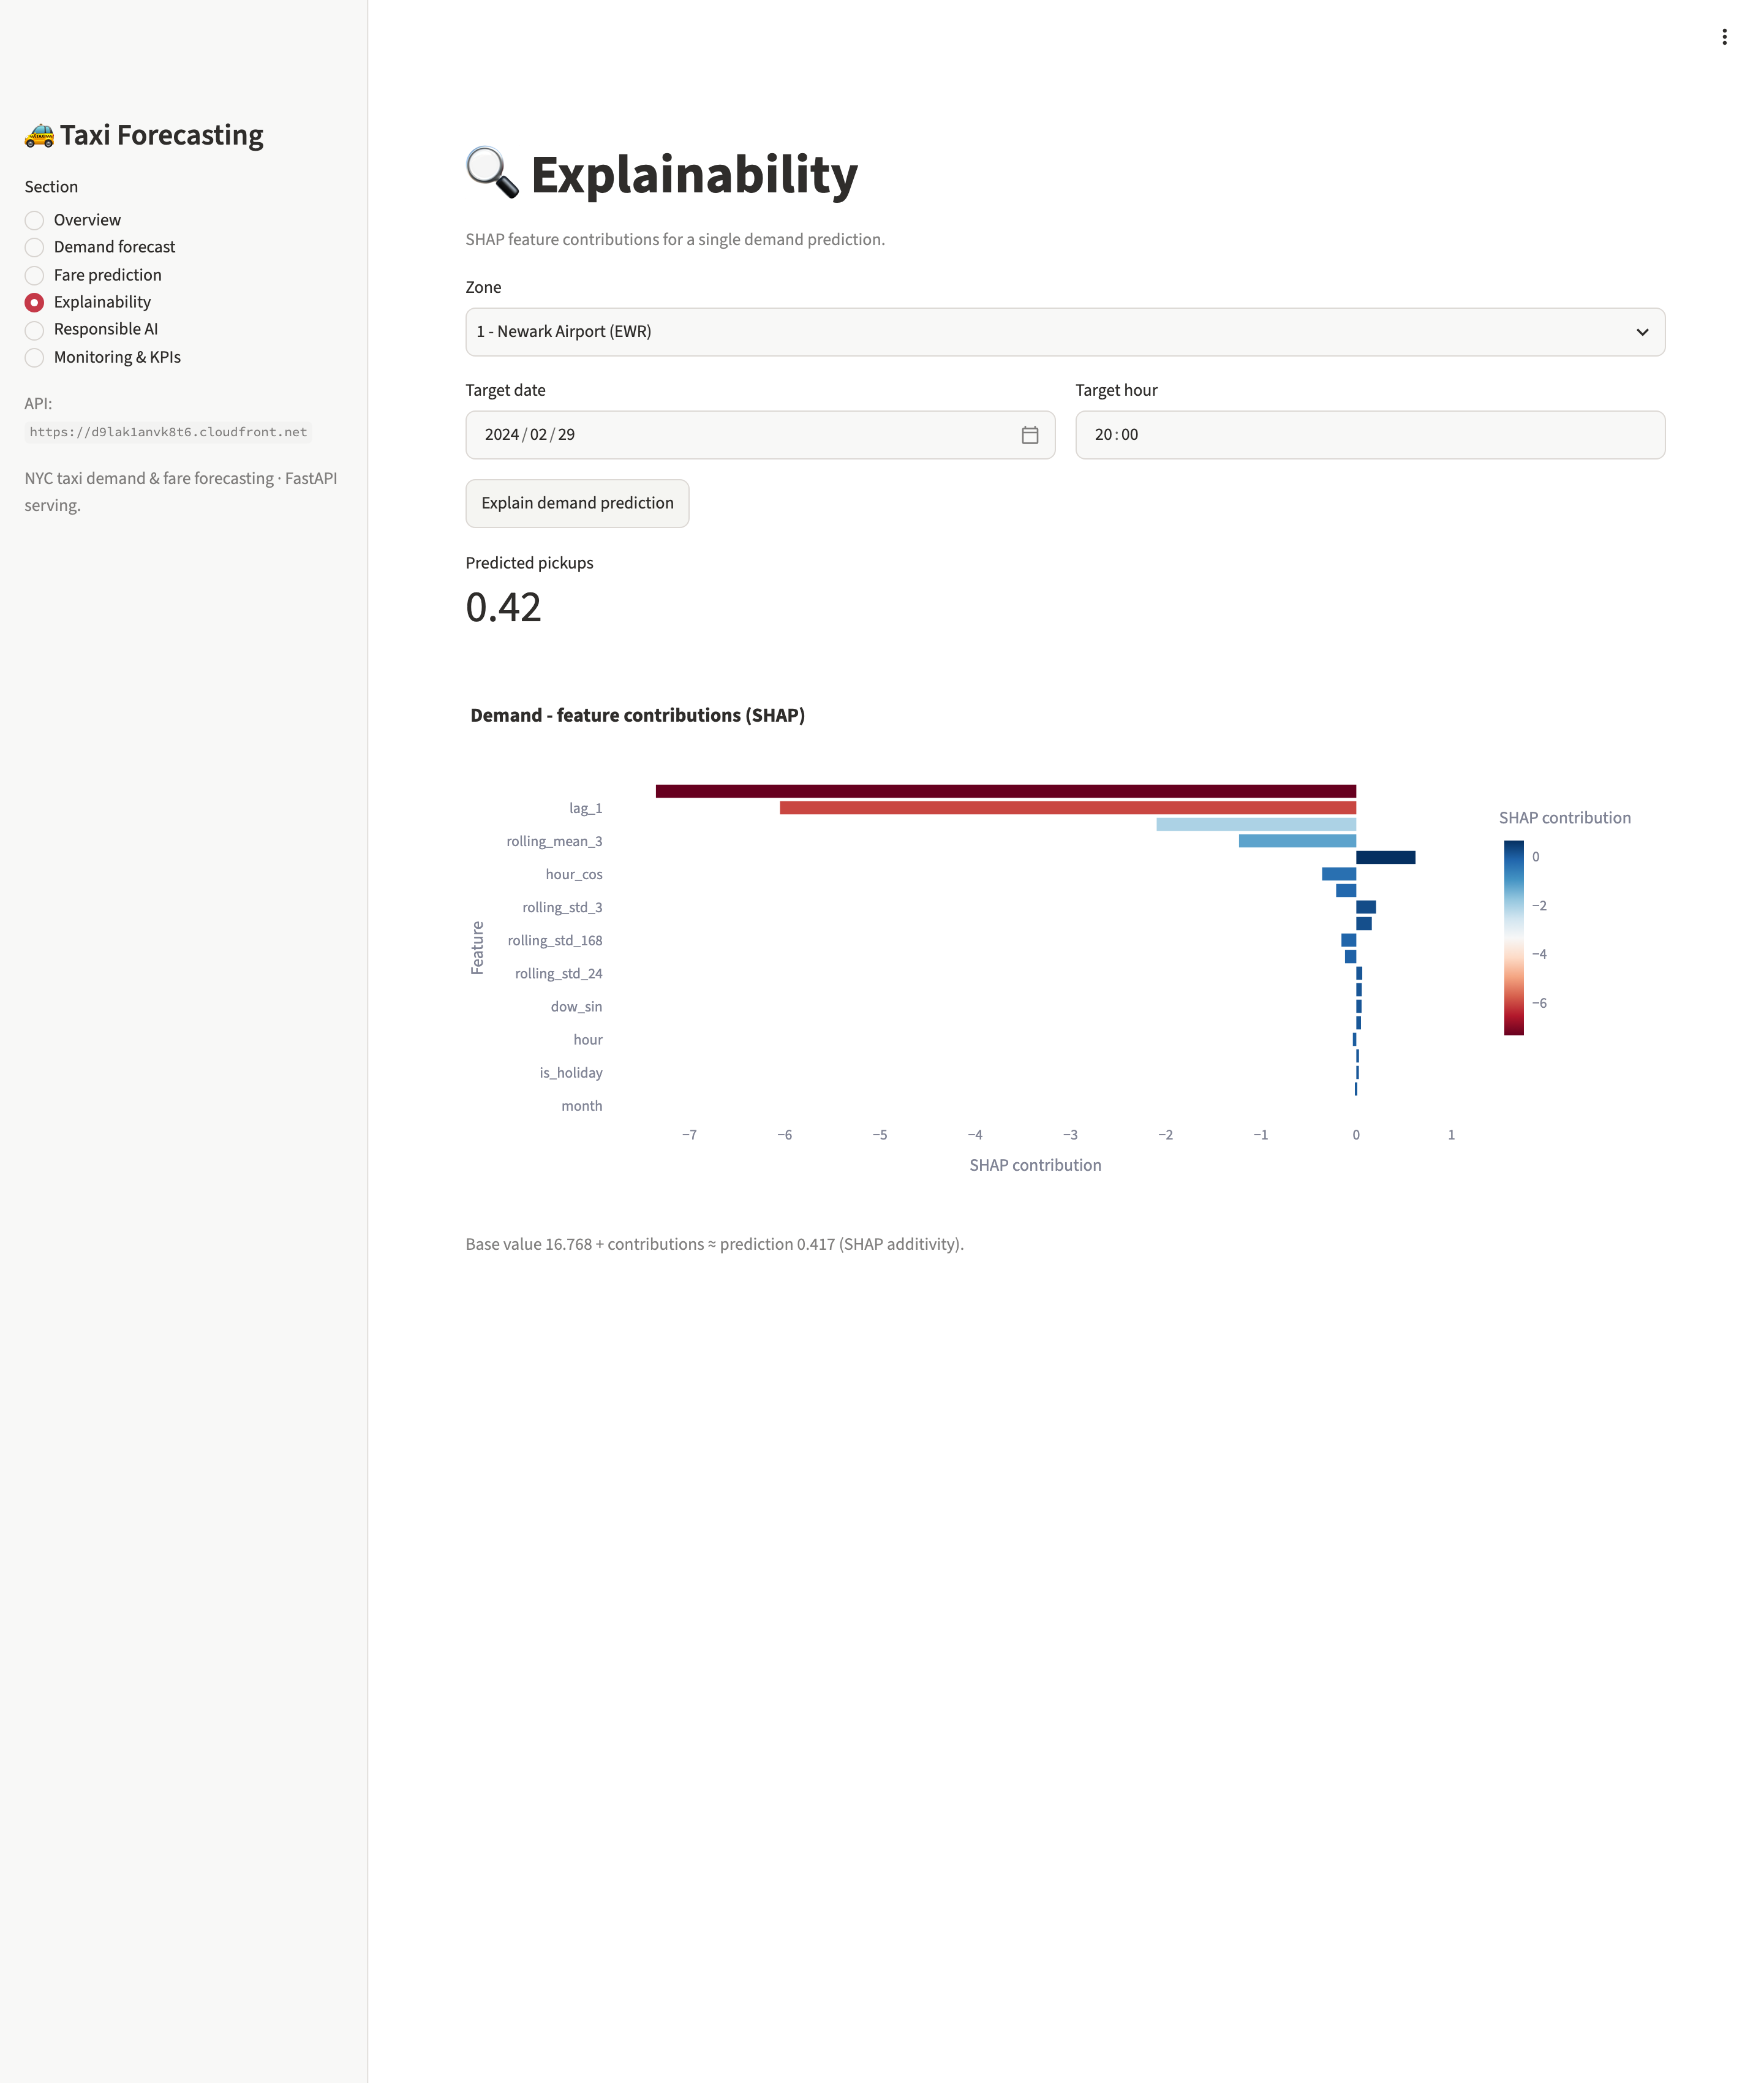 Taxi Forecasting
Section
Overview
Demand forecast
Fare prediction
Explainability
Responsible AI
Monitoring & KPIs
API:
https://d9lak1anvk8t6.cloudfront.net
NYC taxi demand & fare forecasting · FastAPI
serving.
Explainability
SHAP feature contributions for a single demand prediction.
Zone
1 - Newark Airport (EWR)
Target date
Target hour
2024/02/29
20:00
Explain demand prediction
Predicted pickups
0.42
Demand - feature contributions (SHAP)
Feature
lag_1
rolling_mean_3
hour_cos
rolling_std_3
rolling_std_168
rolling_std_24
dow_sin
hour
is_holiday
month
−7 −6 −5 −4 −3 −2 −1 0 1
SHAP contribution
SHAP contribution
0
−2
−4
−6
Base value 16.768 + contributions ≈ prediction 0.417 (SHAP additivity).